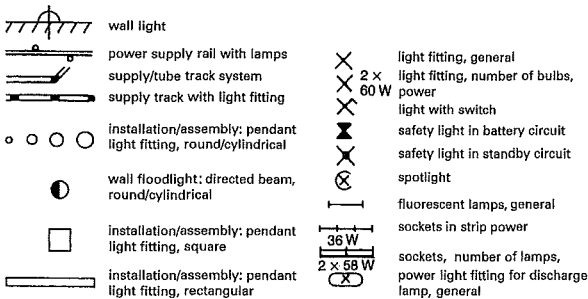 wall light
power supply rail with lamps
supply/tube track system
supply track with light fitting
installation/assembly: pendant
light fitting, round/cylindrical
wall floodlight: directed beam,
round/cylindrical
installation/assembly: pendant
light fitting, square
installation/assembly: pendant
light fitting, rectangular
light fitting, general
2 × light fitting, number of bulbs,
60 W power
light with switch
safety light in battery circuit
safety light in standby circuit
spotlight
fluorescent lamps, general
sockets in strip power
36 W
sockets, number of lamps,
2 × 58 W power light fitting for discharge
lamp, general